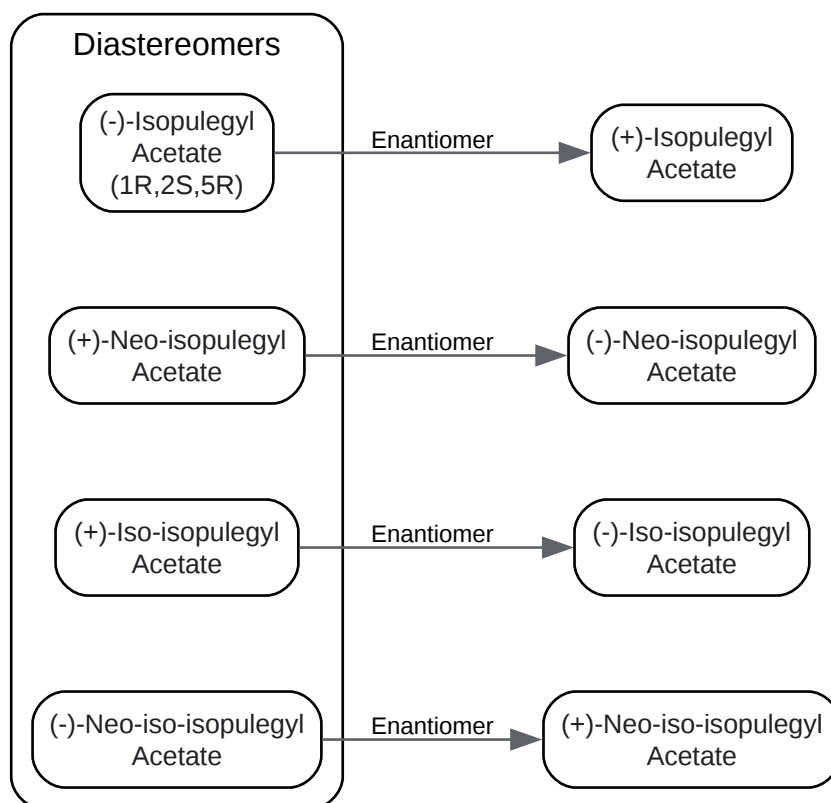 Diastereomers
(-)-Isopulegyl
Acetate
(1R,2S,5R)
Enantiomer
(+)-Isopulegyl
Acetate
(+)-Neo-isopulegyl
Acetate
Enantiomer
(-)-Neo-isopulegyl
Acetate
(+)-Iso-isopulegyl
Acetate
Enantiomer
(-)-Iso-isopulegyl
Acetate
(-)-Neo-iso-isopulegyl
Acetate
Enantiomer
(+)-Neo-iso-isopulegyl
Acetate